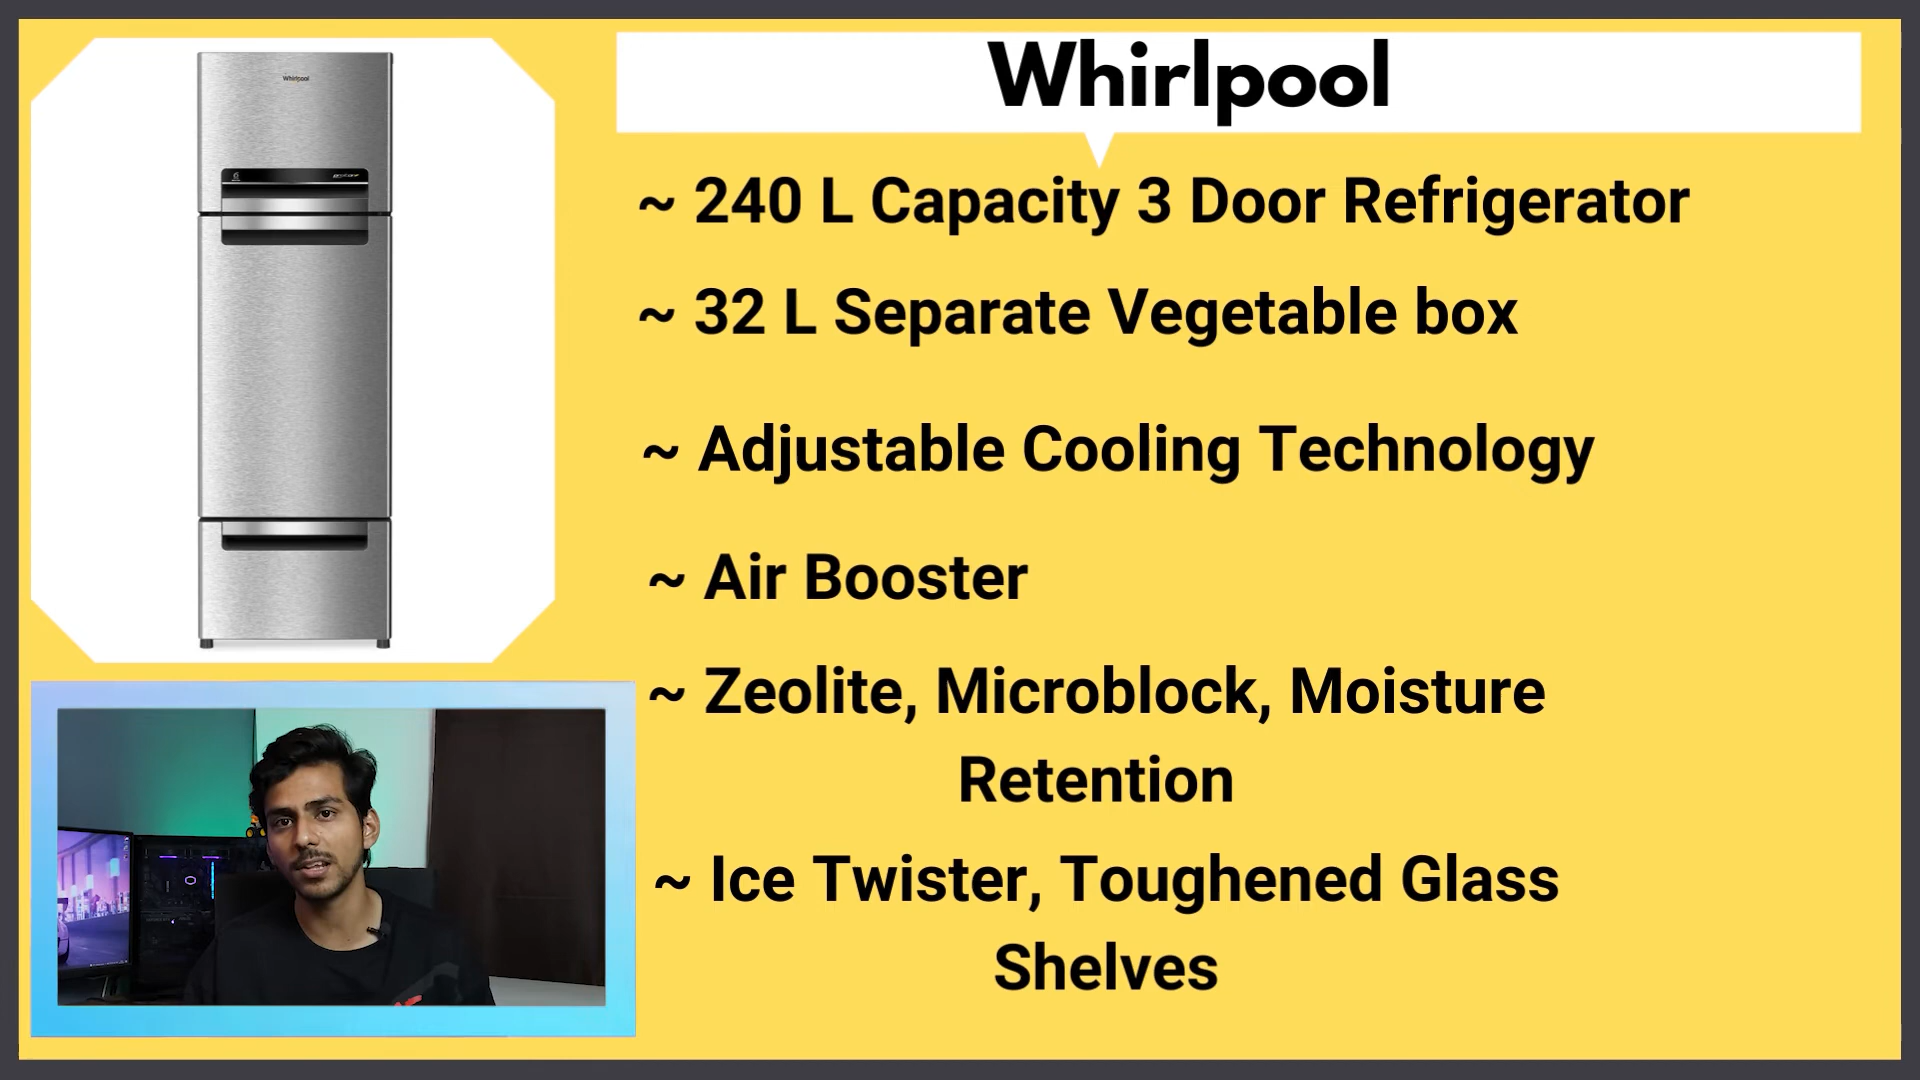 Whirlpool
Whirlpool
~ 240 L Capacity 3 Door Refrigerator
~ 32 L Separate Vegetable box
~ Adjustable Cooling Technology
~ Air Booster
~ Zeolite, Microblock, Moisture
Retention
~ Ice Twister, Toughened Glass
Shelves